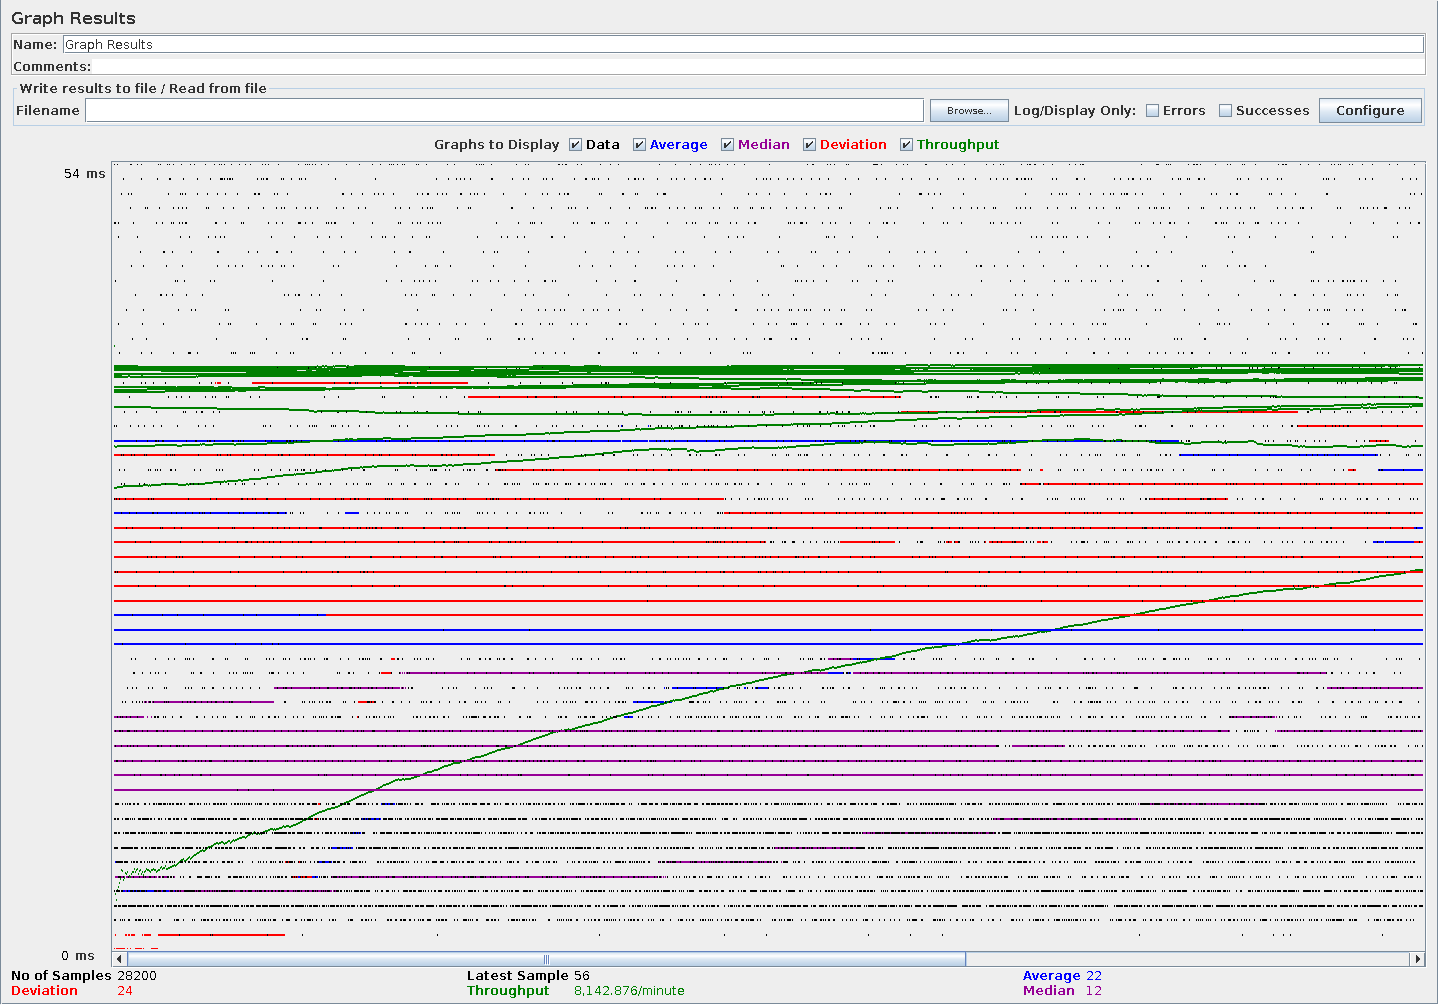 Graph Results
Name: Graph Results
Comments:
Write results to file / Read from file
Filename Browse... Log/Display Only: Errors Successes Configure
Graphs to Display Data Average Median Deviation Throughput
54 ms
0 ms
No of Samples 28200 Latest Sample 56 Average 22
Deviation 24 Throughput 8,142.876/minute Median 12